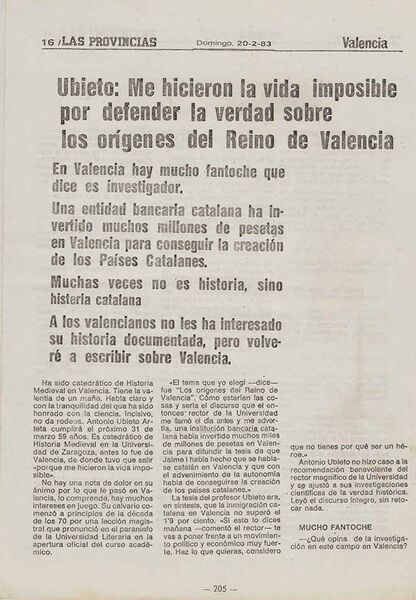 16 / LAS PROVINCIAS
Domingo, 20-2-83
Valencia
Ubieto: Me hicieron la vida imposible
por defender la verdad sobre
los orígenes del Reino de Valencia
En Valencia hay mucho fantoche que
dice es investigador.
Una entidad bancaria catalana ha in-
vertido muchos millones de pesetas
en Valencia para conseguir la creación
de los Países Catalanes.
Muchas veces no es historia, sino
histeria catalana
A los valencianos no les ha interesado
su historia documentada, pero volve-
ré a escribir sobre Valencia.
Ha sido catedrático de Historia
Medieval en Valencia. Tiene la va-
lentía de un maño. Habla claro y
con la tranquilidad del que ha sido
honrado con la ciencia. Incisivo,
no da rodeos. Antonio Ubieto Ar-
teta cumplirá el próximo 31 de
marzo 59 años. Es catedrático de
Historia Medieval en la Universi-
dad de Zaragoza, antes lo fue de
Valencia, de donde tuvo que salir
«porque me hicieron la vida impo-
sible».
No hay una nota de dolor en su
ánimo por lo que le pasó en Va-
lencia, lo comprende, hay muchos
intereses en juego. Su calvario co-
menzó a principios de la década
de los 70 por una lección magis-
tral que pronunció en el paraninfo
de la Universidad Literaria en la
apertura oficial del curso acadé-
mico.
«El tema que yo elegí —dice—
fue "Los orígenes del Reino de
Valencia". Cómo estarían las co-
sas y sería el discurso que el en-
tonces rector de la Universidad
me llamó el día antes y me advir-
tió, una institución bancaria cata-
lana había invertido muchos miles
de millones de pesetas en Valen-
cia para difundir la tesis de que
Jaime I había hecho que se habla-
se catalán en Valencia y que con
el advenimiento de la autonomía
había de conseguirse la creación
de los países catalanes.»
La tesis del profesor Ubieto era,
en síntesis, que la inmigración ca-
talana en Valencia no superó el
1'9 por ciento. «Si esto lo dices
mañana —comentó el rector— te
vas a poner frente a un movimien-
to político y económico muy fuer-
te. Haz lo que quieras, considero
que no tienes por qué ser un hé-
roe.»
Antonio Ubieto no hizo caso a la
recomendación benevolente del
rector magnífico de la Universidad
y se ajustó a sus investigaciones
científicas de la verdad histórica.
Leyó el discurso íntegro, sin reto-
car nada.
MUCHO FANTOCHE
—¿Qué opina de la investiga-
ción en este campo en Valencia?
— 205 —